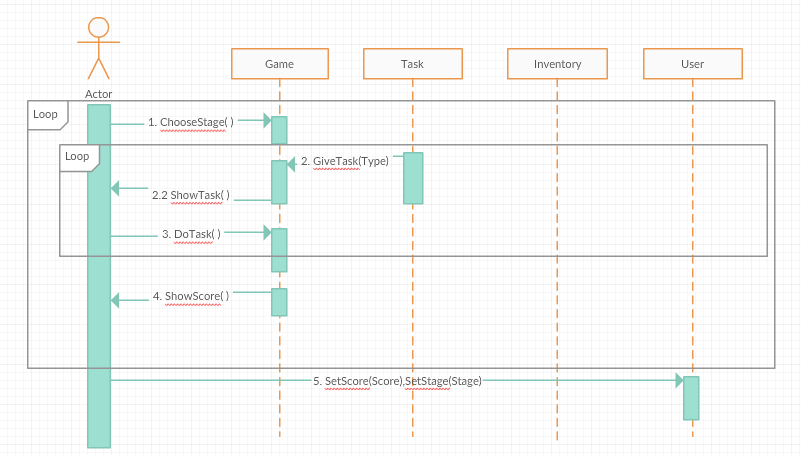 Game
Task
Inventory
User
Actor
Loop
1. ChooseStage( )
Loop
2. GiveTask(Type)
2.2 ShowTask( )
3. DoTask( )
4. ShowScore( )
5. SetScore(Score),SetStage(Stage)